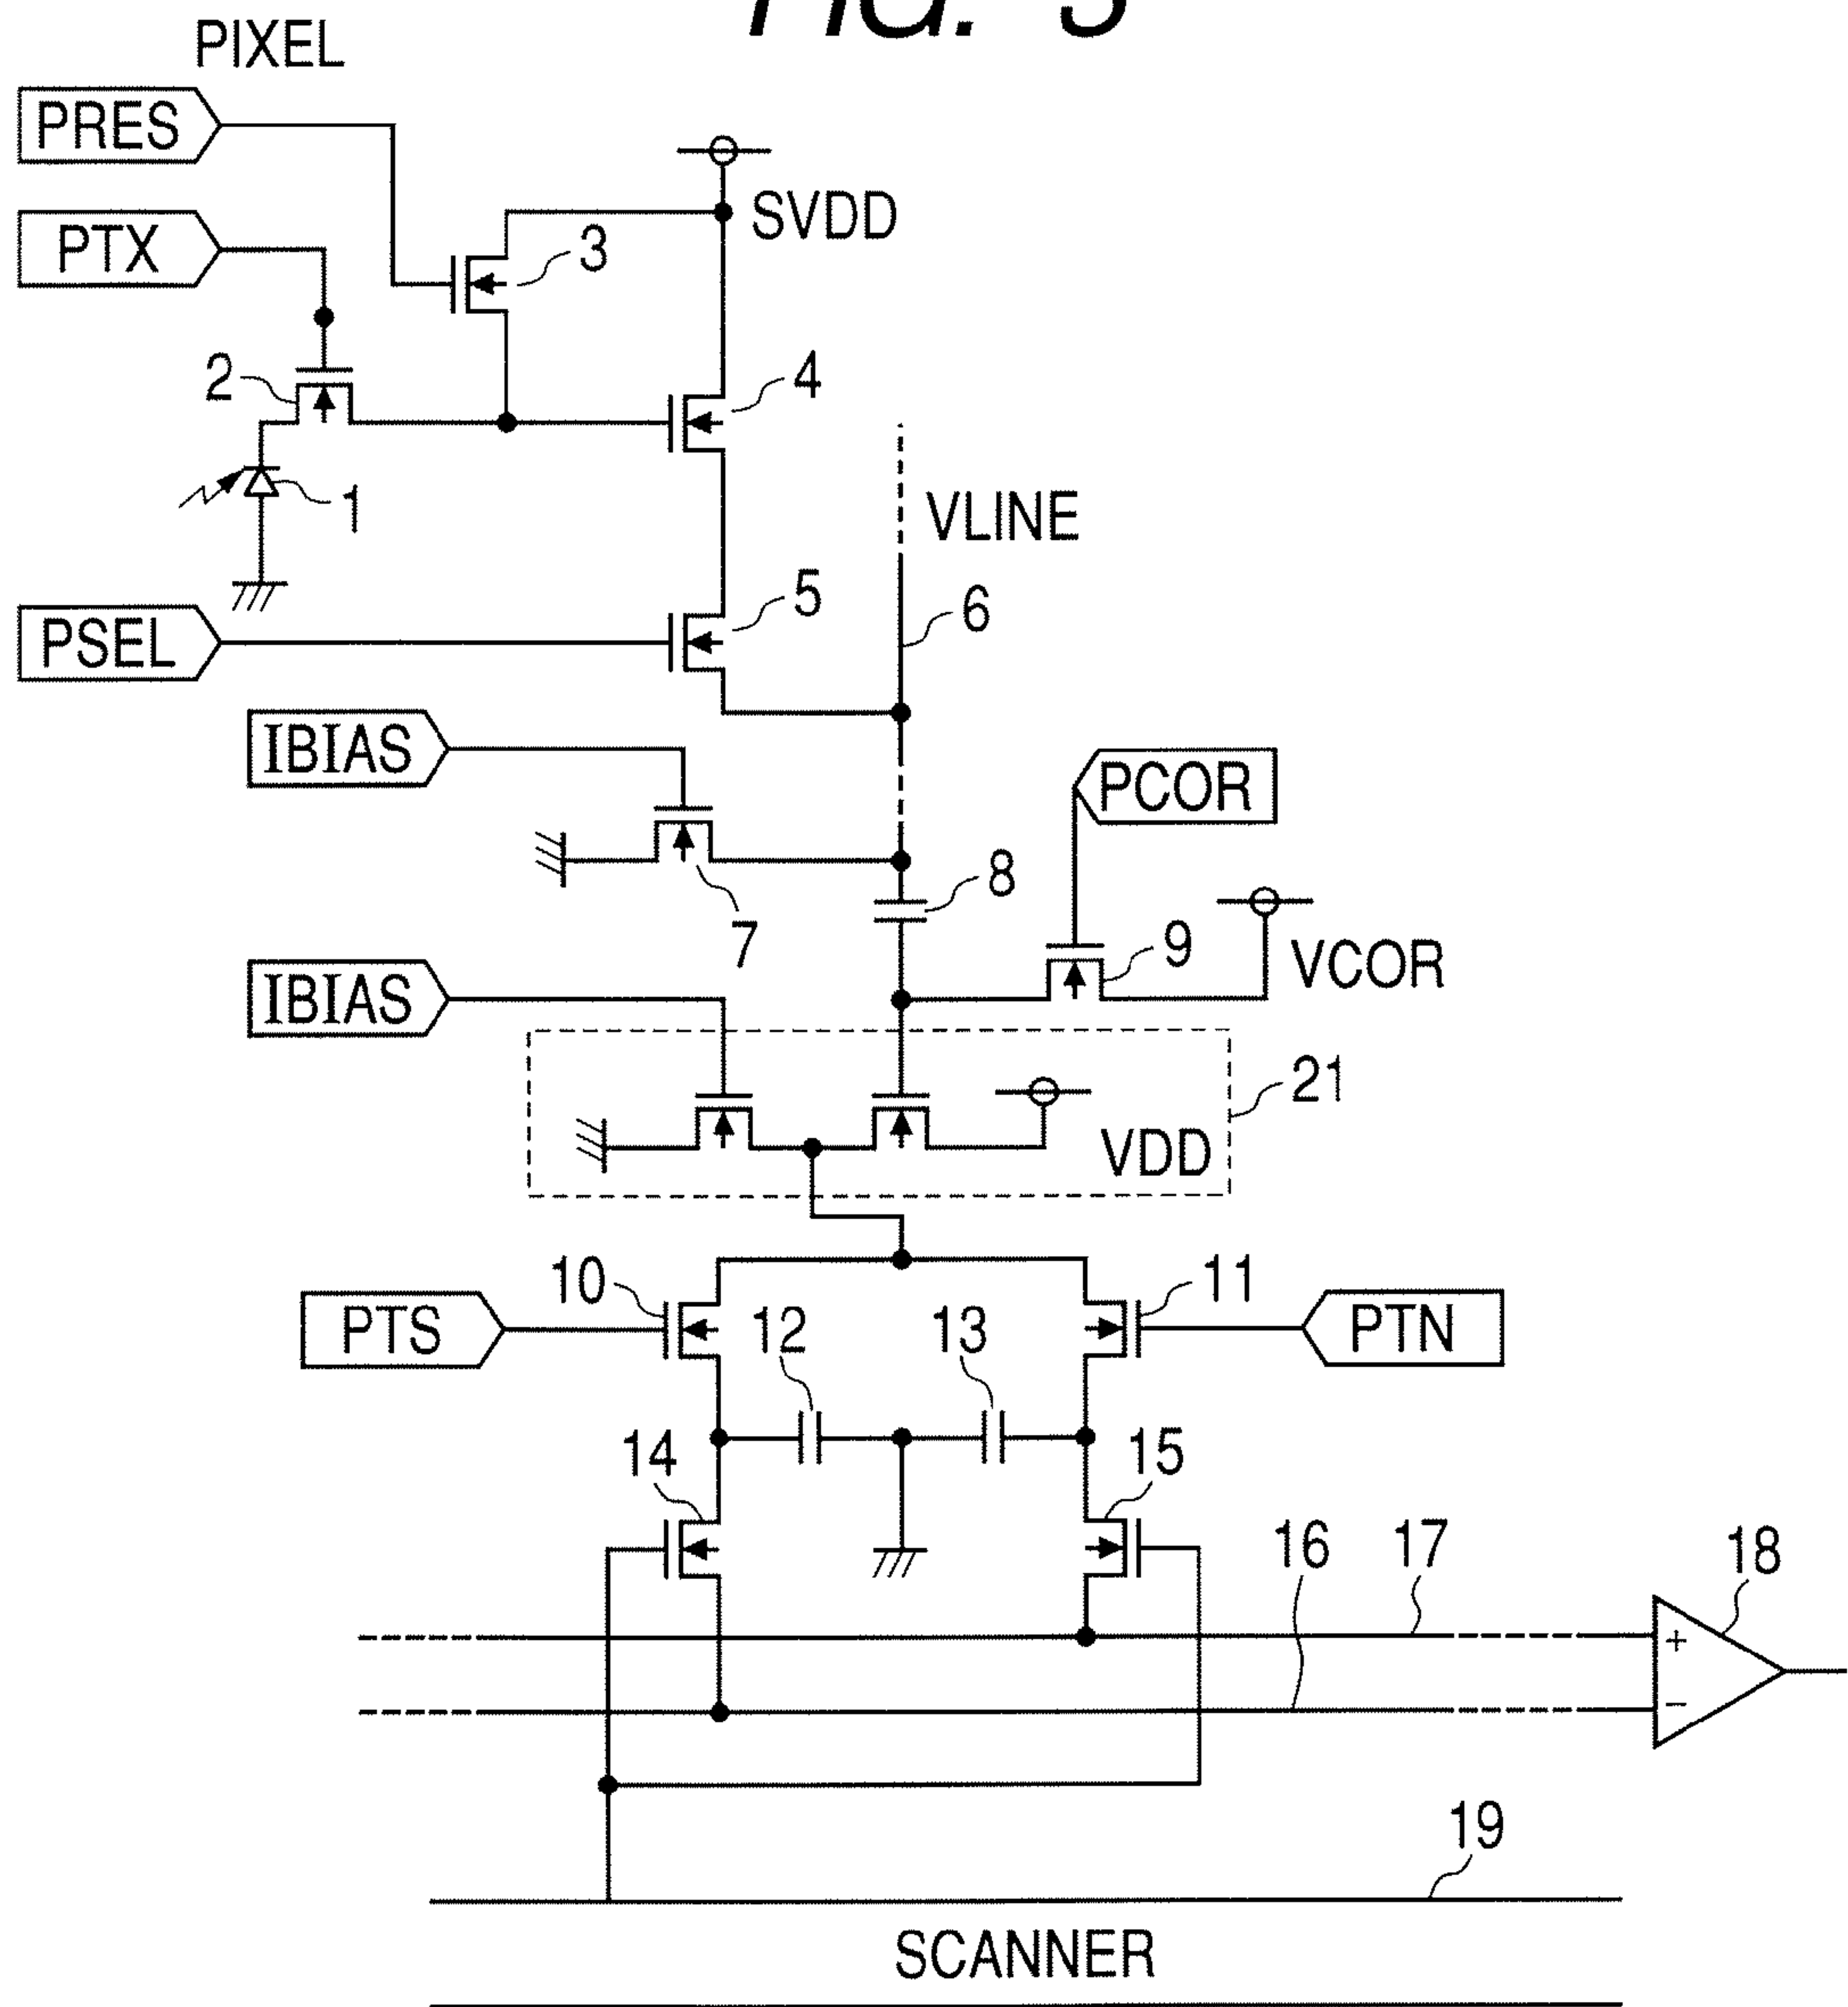 PIXEL
PRES
SVDD
PTX
3
2
4
1
VLINE
5
6
PSEL
IBIAS
PCOR
8
7
9
VCOR
IBIAS
21
VDD
10
11
PTS
12
13
PTN
14
15
16
17
18
+
−
19
SCANNER